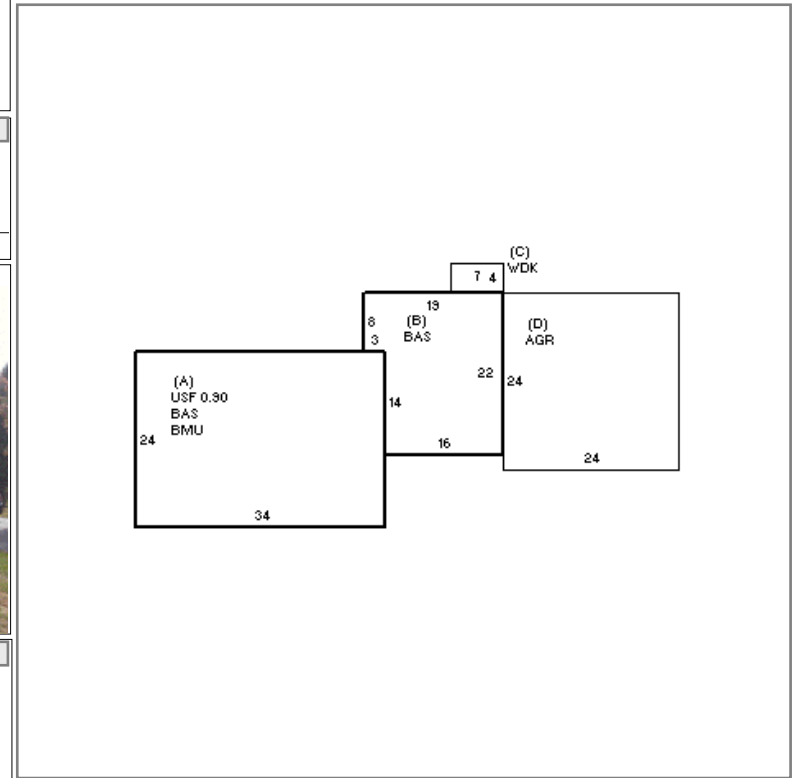 (C)
7 4 WDK
19
8 (B) (D)
3 BAS AGR
(A)
USF 0.90
22 24
14
BAS
BMU
24
16
24
34